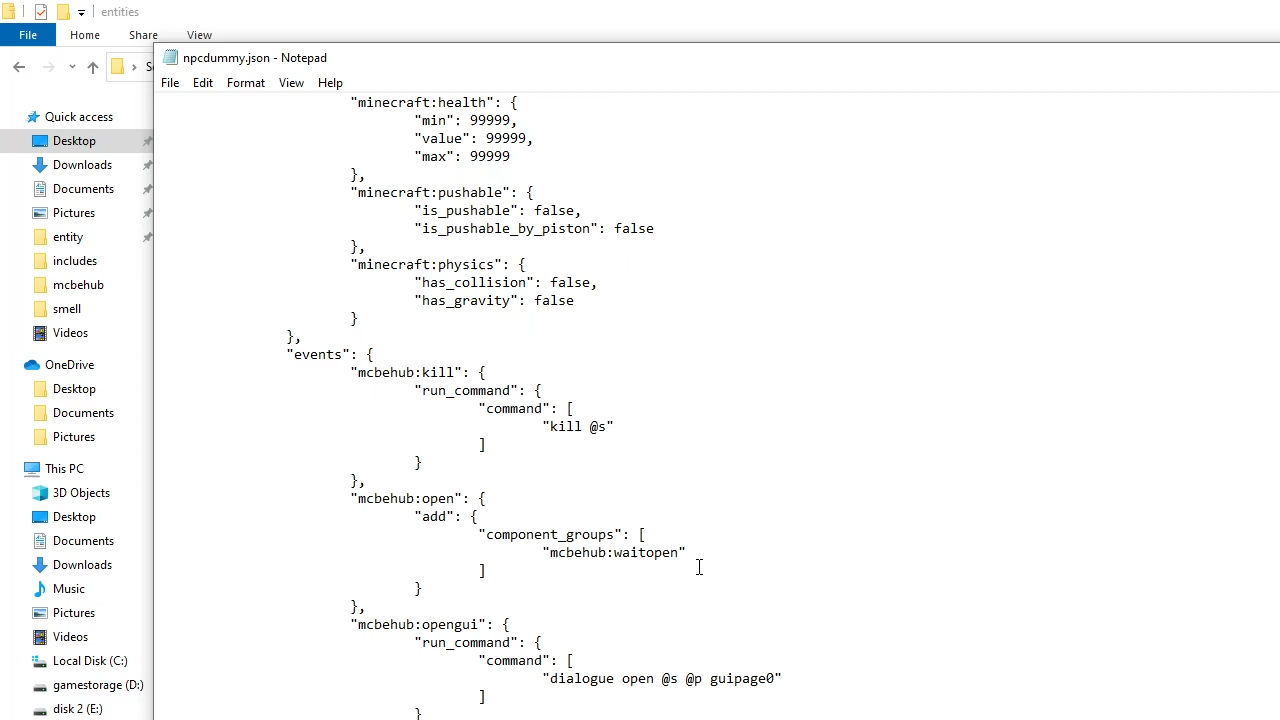 entities
File
Home
Share
View
npcdummy.json - Notepad
File
Edit
Format
View
Help
Quick access
Desktop
Downloads
Documents
Pictures
entity
includes
mcbehub
smell
Videos
OneDrive
Desktop
Documents
Pictures
This PC
3D Objects
Desktop
Documents
Downloads
Music
Pictures
Videos
Local Disk (C:)
gamestorage (D:)
disk 2 (E:)
"minecraft:health": {
"min": 99999,
"value": 99999,
"max": 99999
},
"minecraft:pushable": {
"is_pushable": false,
"is_pushable_by_piston": false
},
"minecraft:physics": {
"has_collision": false,
"has_gravity": false
}
},
"events": {
"mcbehub:kill": {
"run_command": {
"command": [
"kill @s"
]
}
},
"mcbehub:open": {
"add": {
"component_groups": [
"mcbehub:waitopen"
]
}
},
"mcbehub:opengui": {
"run_command": {
"command": [
"dialogue open @s @p guipage0"
]
}